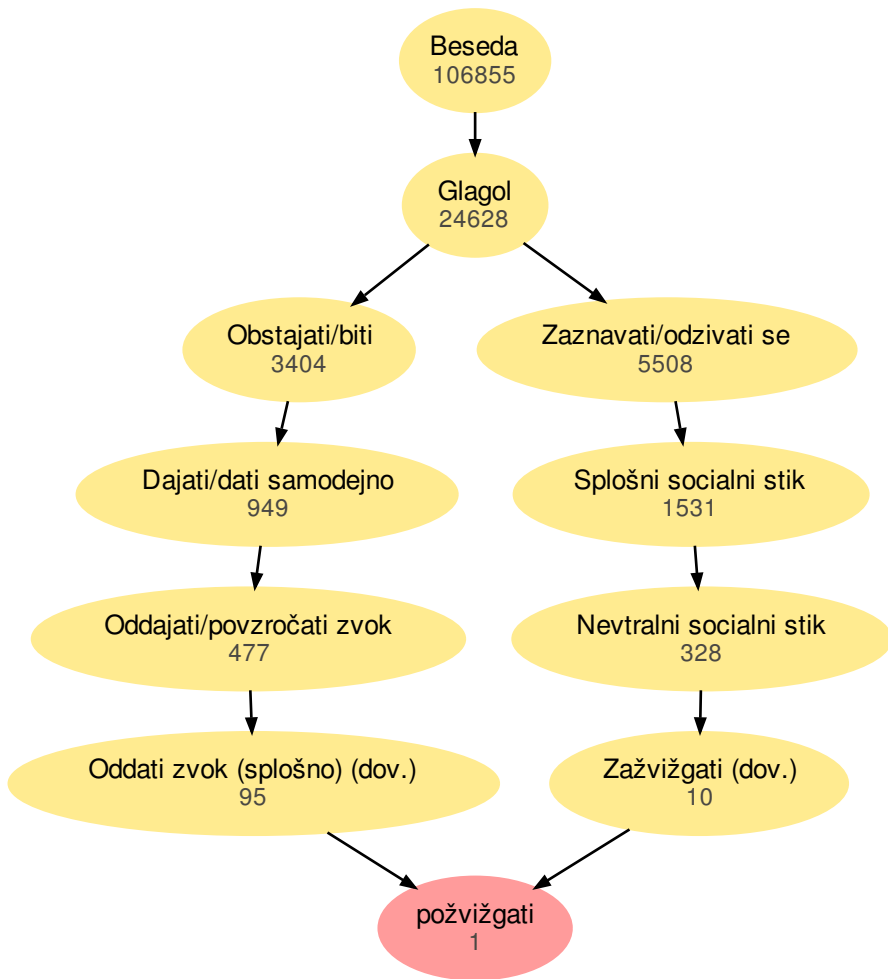 Beseda
106855
Glagol
24628
Obstajati/biti
3404
Zaznavati/odzivati se
5508
Dajati/dati samodejno
949
Splošni socialni stik
1531
Oddajati/povzročati zvok
477
Nevtralni socialni stik
328
Oddati zvok (splošno) (dov.)
95
Zažvižgati (dov.)
10
požvižgati
1